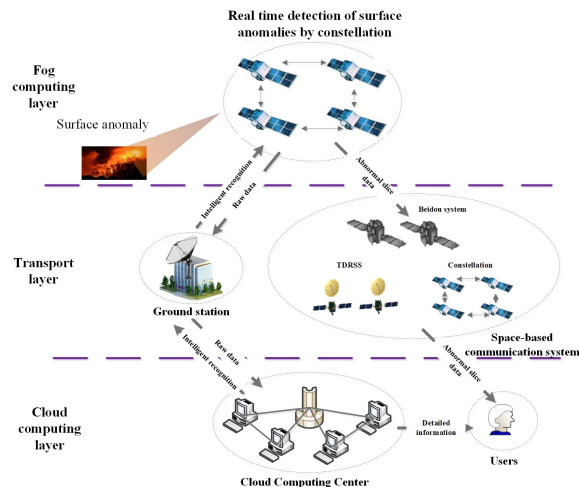 Real time detection of surface
anomalies by constellation
Fog
computing
layer
Surface anomaly
Intelligent recognition
Raw data
Abnormal slice
data
Beidou system
Transport
layer
TDRSS
Constellation
Ground station
Space-based
communication system
Intelligent recognition
Raw data
Abnormal slice
data
Cloud
computing
layer
Detailed
information
Users
Cloud Computing Center